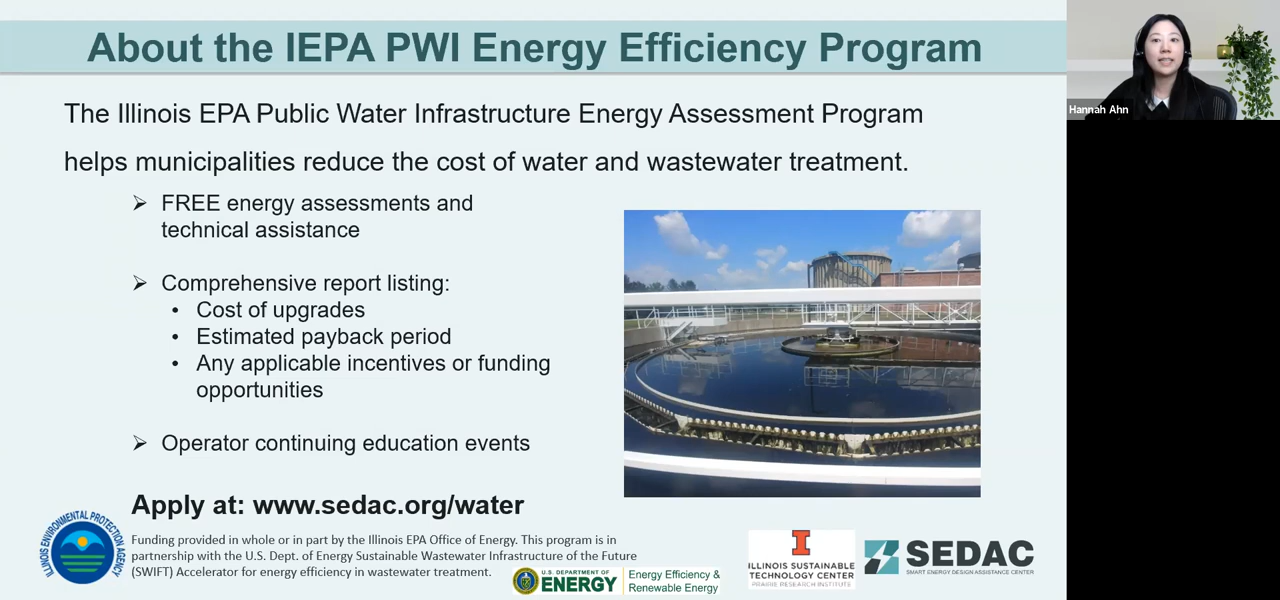 About the IEPA PWI Energy Efficiency Program
The Illinois EPA Public Water Infrastructure Energy Assessment Program
helps municipalities reduce the cost of water and wastewater treatment.
FREE energy assessments and
technical assistance
Comprehensive report listing:
Cost of upgrades
Estimated payback period
Any applicable incentives or funding
opportunities
Operator continuing education events
Apply at: www.sedac.org/water
Funding provided in whole or in part by the Illinois EPA Office of Energy. This program is in
partnership with the U.S. Dept. of Energy Sustainable Wastewater Infrastructure of the Future
(SWIFT) Accelerator for energy efficiency in wastewater treatment.
ILLINOIS ENVIRONMENTAL PROTECTION AGENCY
U.S. DEPARTMENT OF
ENERGY
Energy Efficiency &
Renewable Energy
I
ILLINOIS SUSTAINABLE
TECHNOLOGY CENTER
PRAIRIE RESEARCH INSTITUTE
SEDAC
SMART ENERGY DESIGN ASSISTANCE CENTER
Hannah Ahn